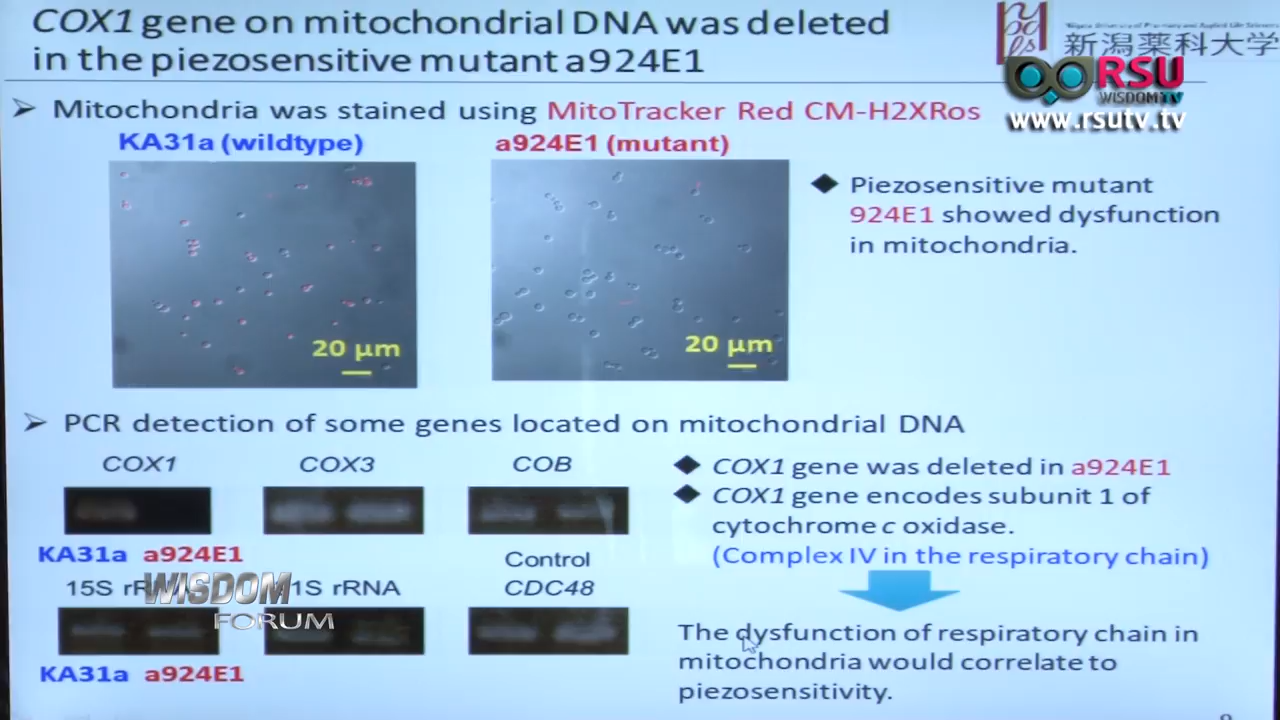 COX1 gene on mitochondrial DNA was deleted
in the piezosensitive mutant a924E1
新潟薬科大学
RSU
WISDOM TV
www.rsutv.tv
➢ Mitochondria was stained using MitoTracker Red CM-H2XRos
KA31a (wildtype)
a924E1 (mutant)
20 µm
20 µm
◆ Piezosensitive mutant
924E1 showed dysfunction
in mitochondria.
➢ PCR detection of some genes located on mitochondrial DNA
COX1
COX3
COB
KA31a a924E1
Control
15S
1S rRNA
CDC48
WISDOM
FORUM
KA31a a924E1
◆ COX1 gene was deleted in a924E1
◆ COX1 gene encodes subunit 1 of
cytochrome c oxidase.
(Complex IV in the respiratory chain)
The dysfunction of respiratory chain in
mitochondria would correlate to
piezosensitivity.